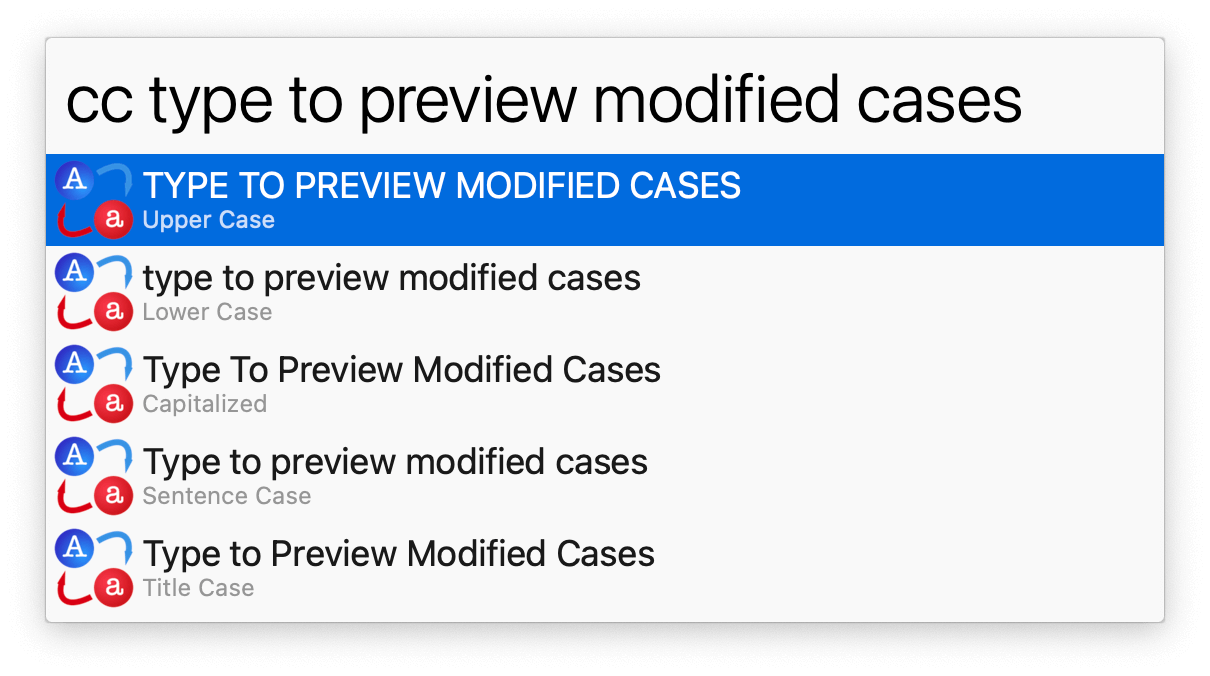 cc type to preview modified cases
A a TYPE TO PREVIEW MODIFIED CASES
Upper Case
A a type to preview modified cases
Lower Case
A a Type To Preview Modified Cases
Capitalized
A a Type to preview modified cases
Sentence Case
A a Type to Preview Modified Cases
Title Case